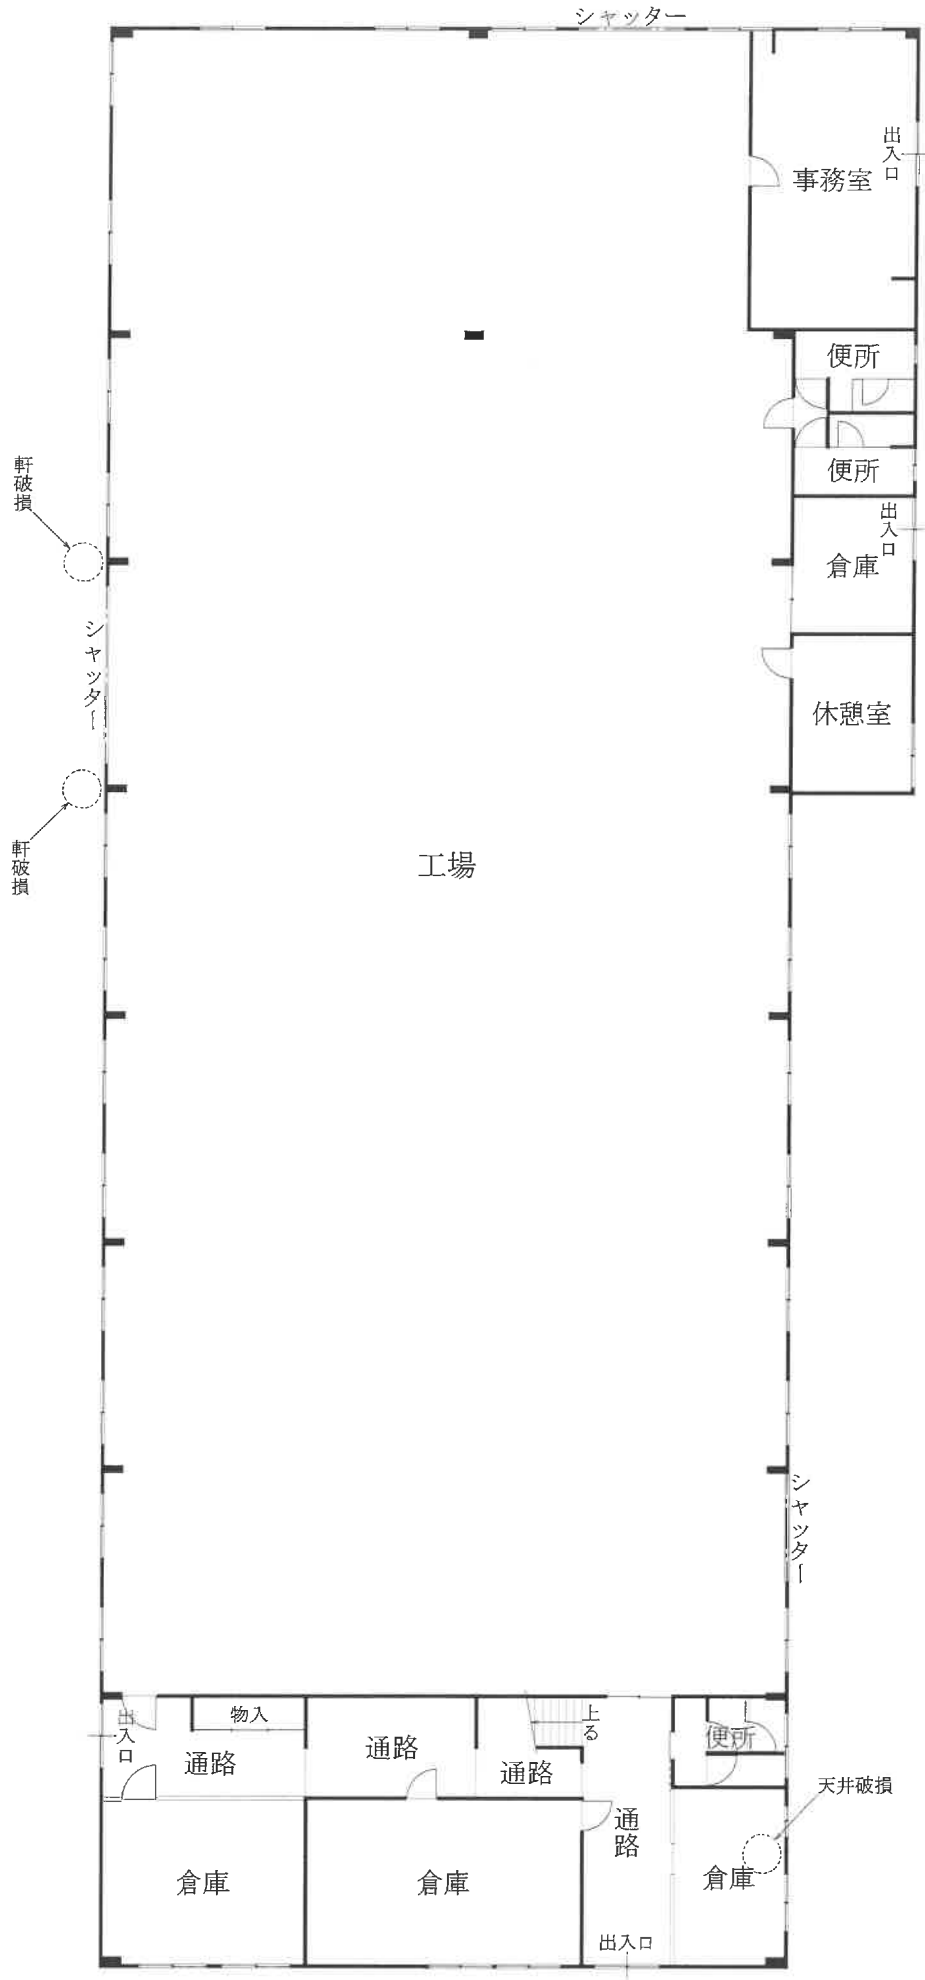 シャッター
出入口
事務室
便所
便所
軒破損
出入口
倉庫
シャッター
休憩室
軒破損
工場
シャッター
物入
上る
出入口
通路
通路
通路
便所
天井破損
通路
倉庫
倉庫
倉庫
出入口